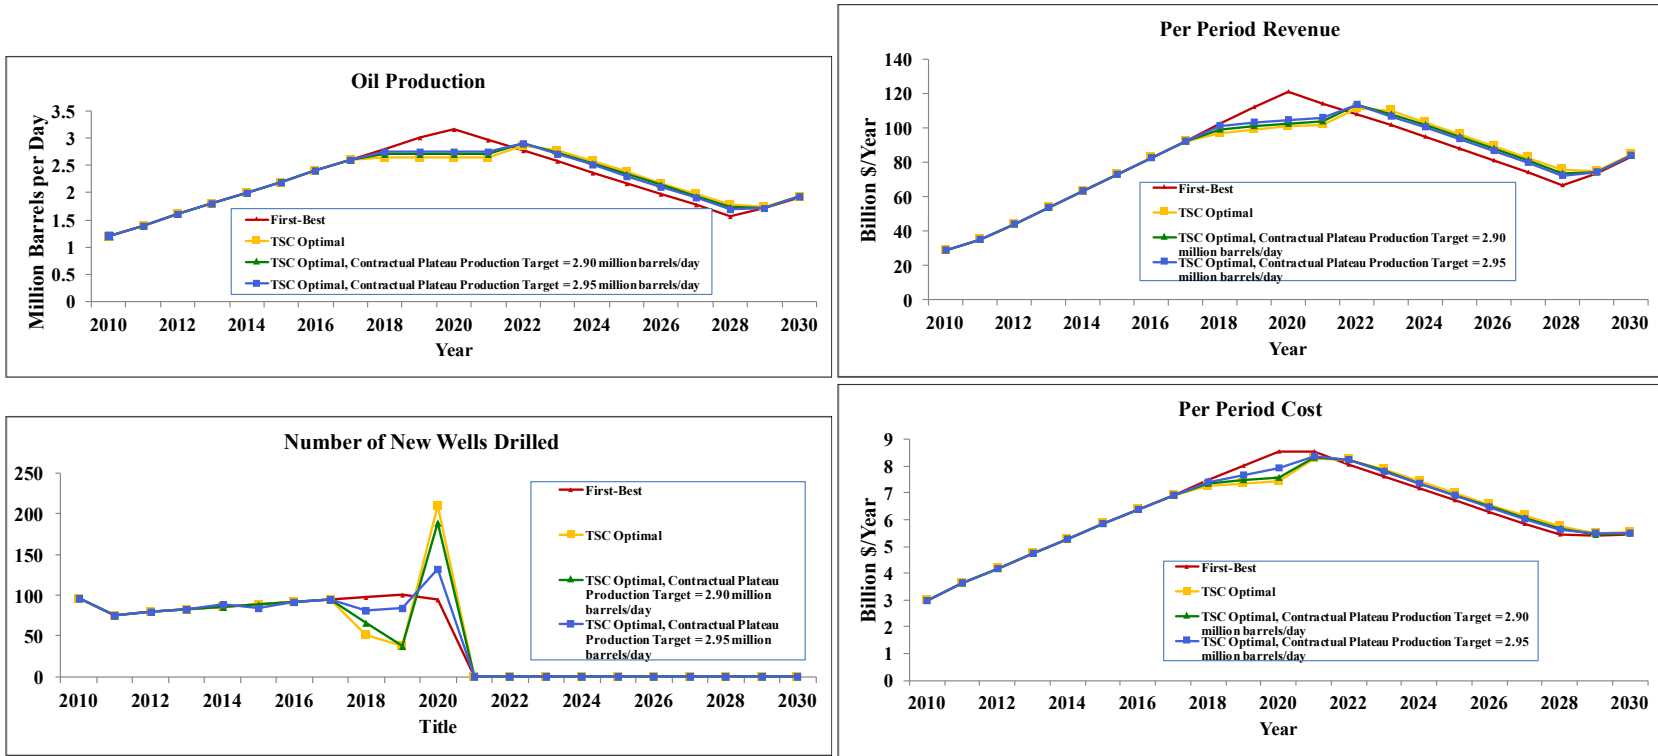 Oil Production
Million Barrels per Day
3.5
3
2.5
2
1.5
1
0.5
0
First-Best
TSC Optimal
TSC Optimal, Contractual Plateau Production Target = 2.90 million barrels/day
TSC Optimal, Contractual Plateau Production Target = 2.95 million barrels/day
2010 2012 2014 2016 2018 2020 2022 2024 2026 2028 2030
Year
Per Period Revenue
Billion $/Year
140
120
100
80
60
40
20
0
First-Best
TSC Optimal
TSC Optimal, Contractual Plateau Production Target = 2.90
million barrels/day
TSC Optimal, Contractual Plateau Production Target = 2.95
million barrels/day
2010 2012 2014 2016 2018 2020 2022 2024 2026 2028 2030
Year
Number of New Wells Drilled
250
200
150
100
50
0
First-Best
TSC Optimal
TSC Optimal, Contractual Plateau
Production Target = 2.90 million
barrels/day
TSC Optimal, Contractual Plateau
Production Target = 2.95 million
barrels/day
2010 2012 2014 2016 2018 2020 2022 2024 2026 2028 2030
Title
Per Period Cost
Billion $/Year
9
8
7
6
5
4
3
2
1
0
First-Best
TSC Optimal
TSC Optimal, Contractual Plateau Production Target = 2.90
million barrels/day
TSC Optimal, Contractual Plateau Production Target = 2.95
million barrels/day
2010 2012 2014 2016 2018 2020 2022 2024 2026 2028 2030
Year